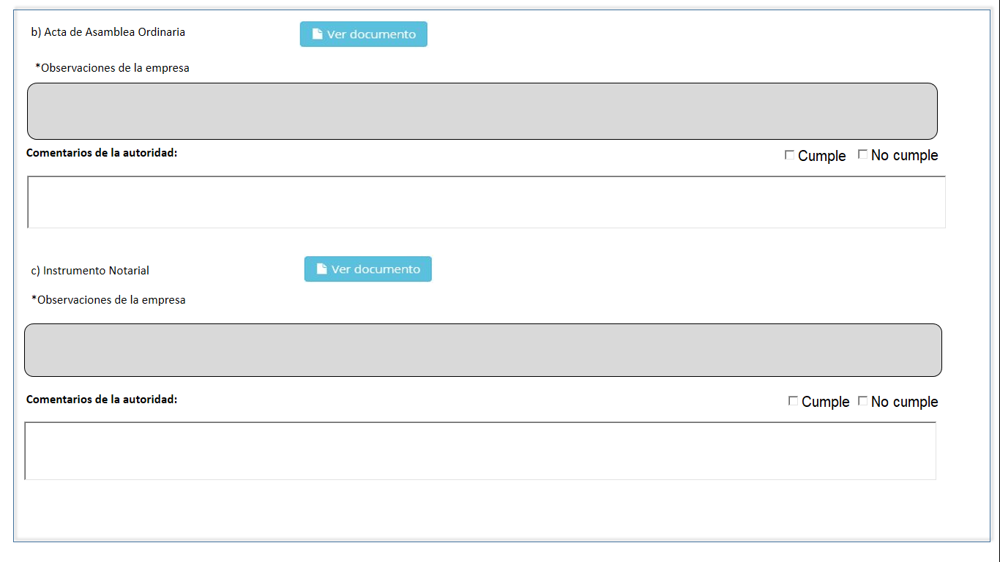 b) Acta de Asamblea Ordinaria
Ver documento
*Observaciones de la empresa
Comentarios de la autoridad:
Cumple
No cumple
c) Instrumento Notarial
Ver documento
*Observaciones de la empresa
Comentarios de la autoridad:
Cumple
No cumple